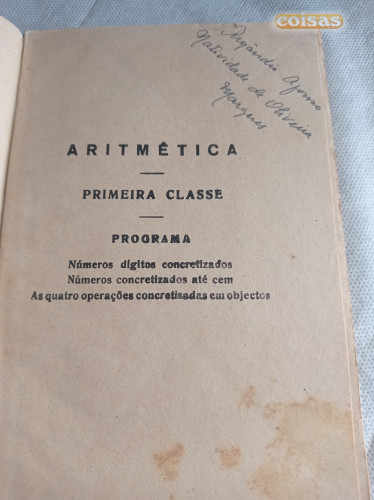 coisas
Afonso
Natividade de Oliveira
Marques
ARITMÉTICA
PRIMEIRA CLASSE
PROGRAMA
Números dígitos concretizados
Números concretizados até cem
As quatro operações concretizadas em objectos